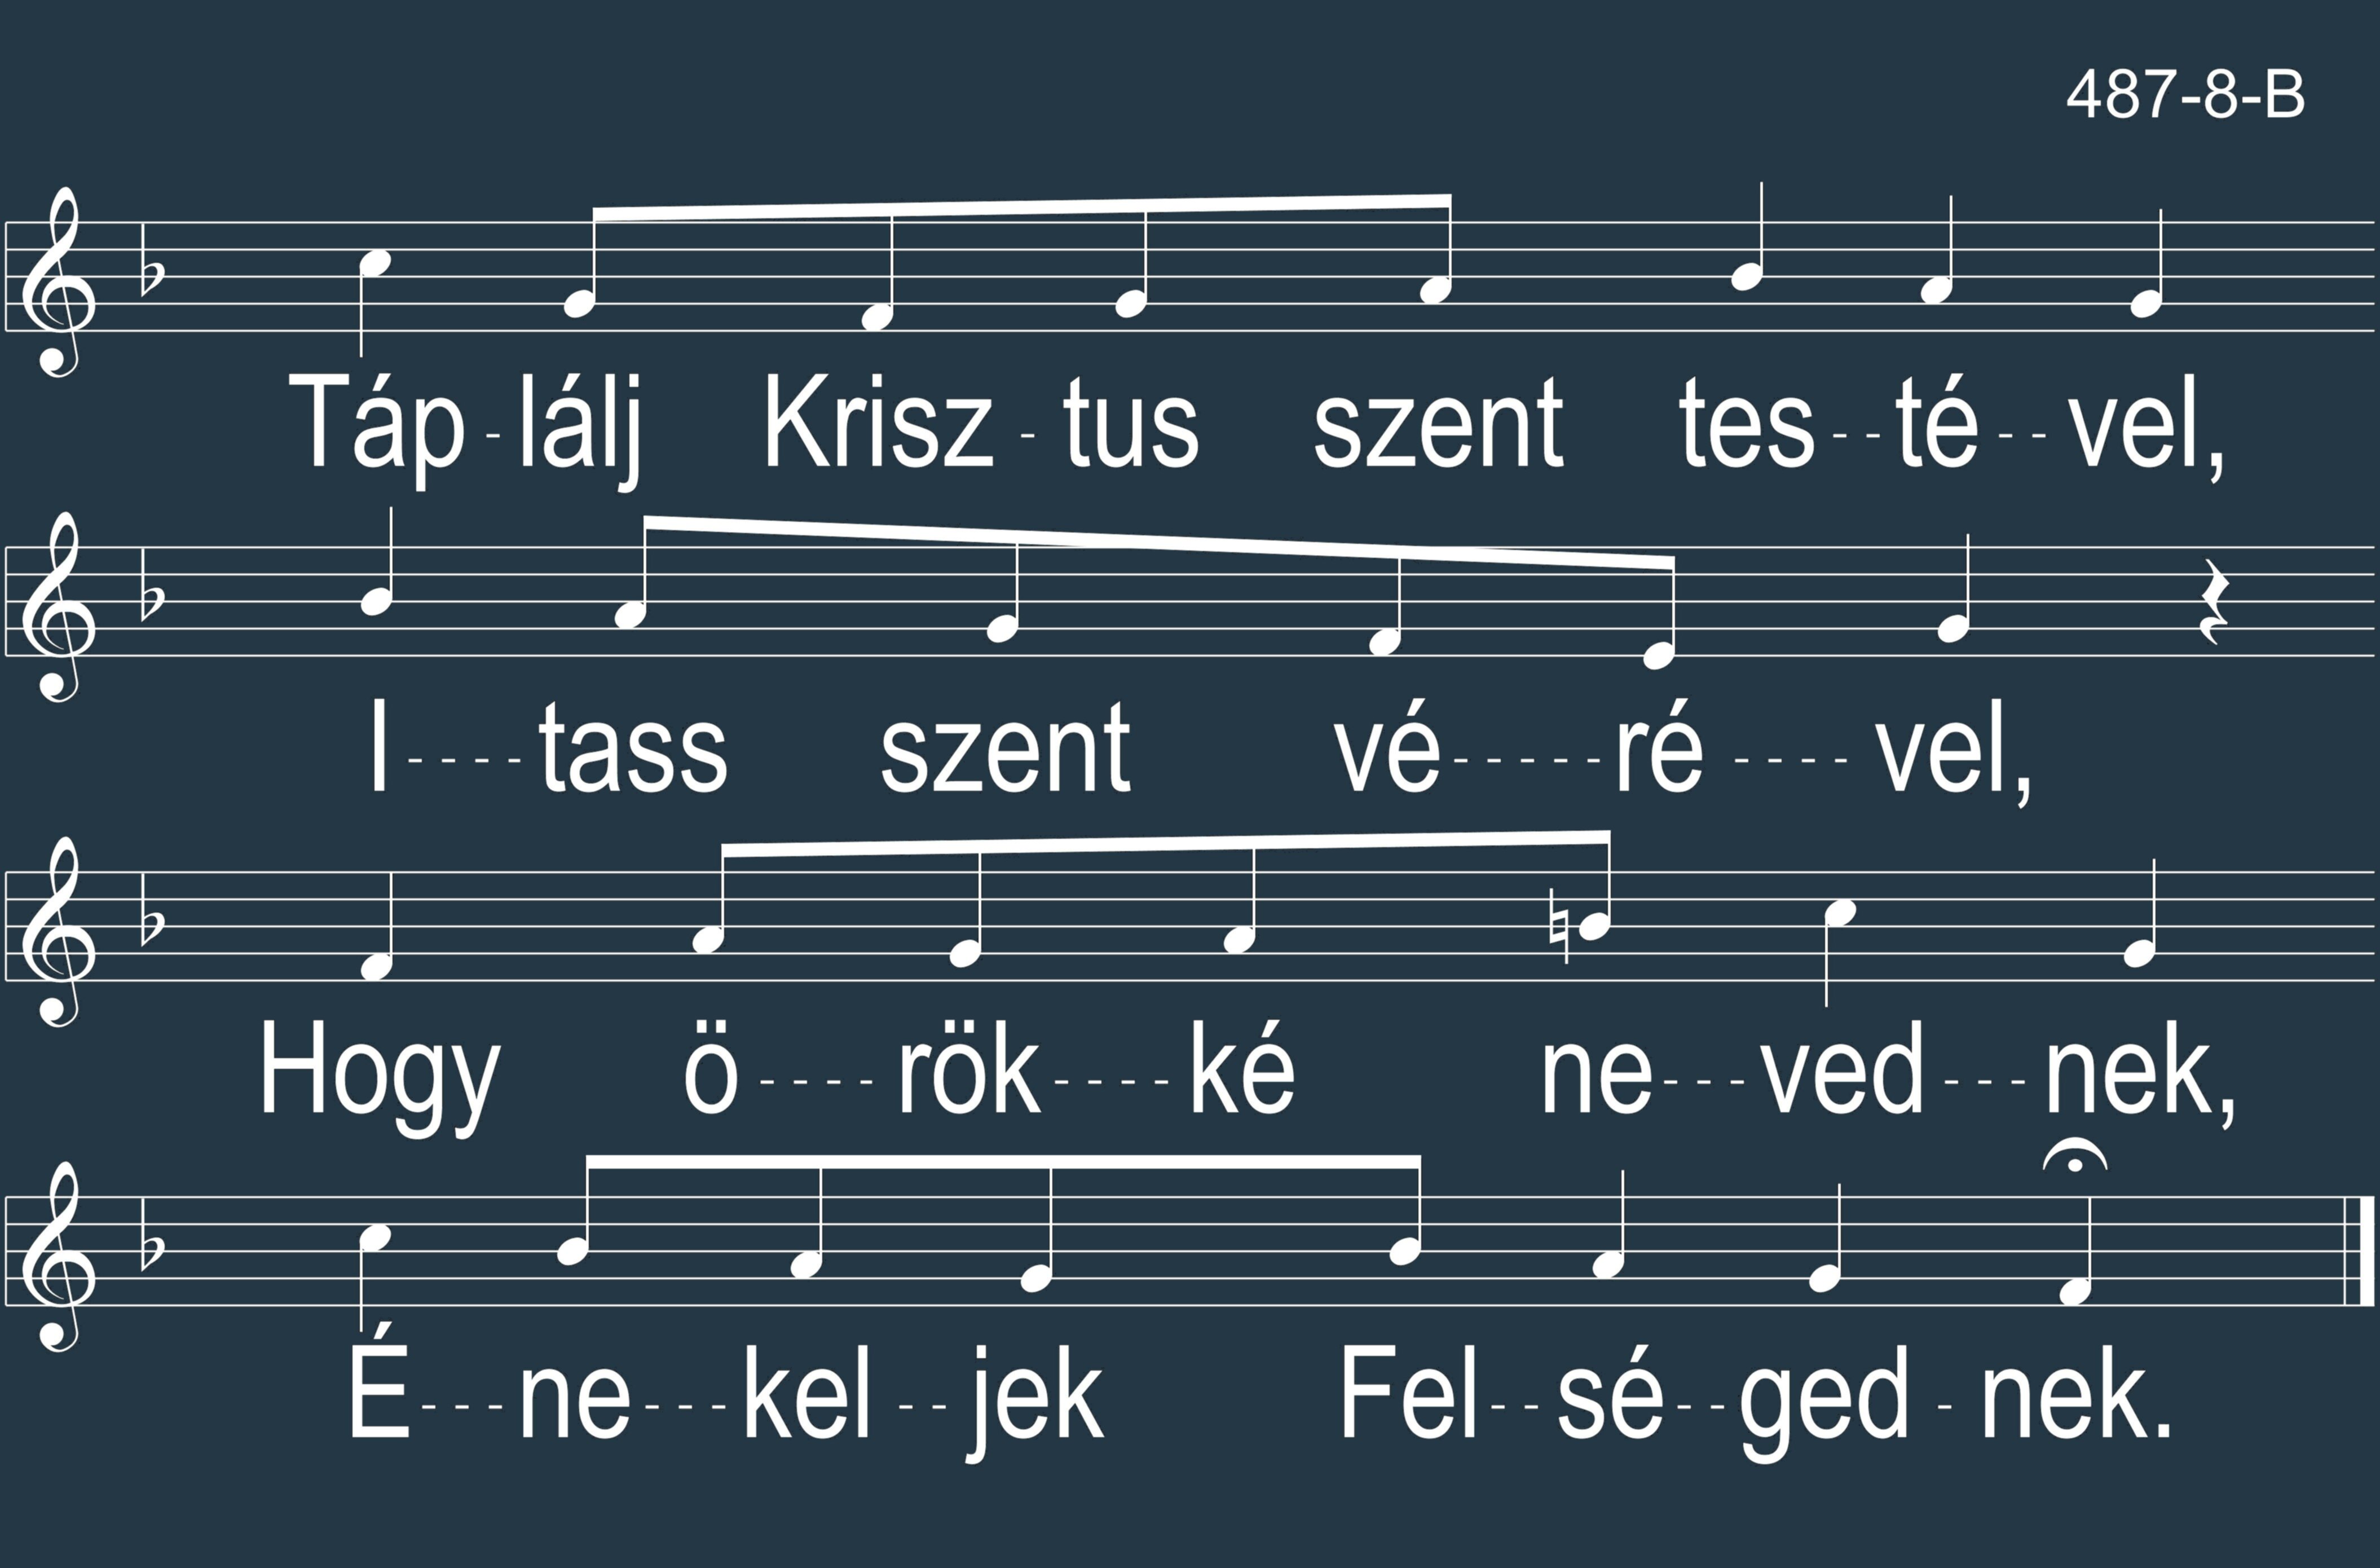 487-8-B
Táp-lálj Krisz-tus szent tes--té--vel,
I----tass szent vé-----ré----vel,
Hogy ö----rök----ké ne---ved---nek,
É---ne---kel--jek Fel--sé--ged-nek.